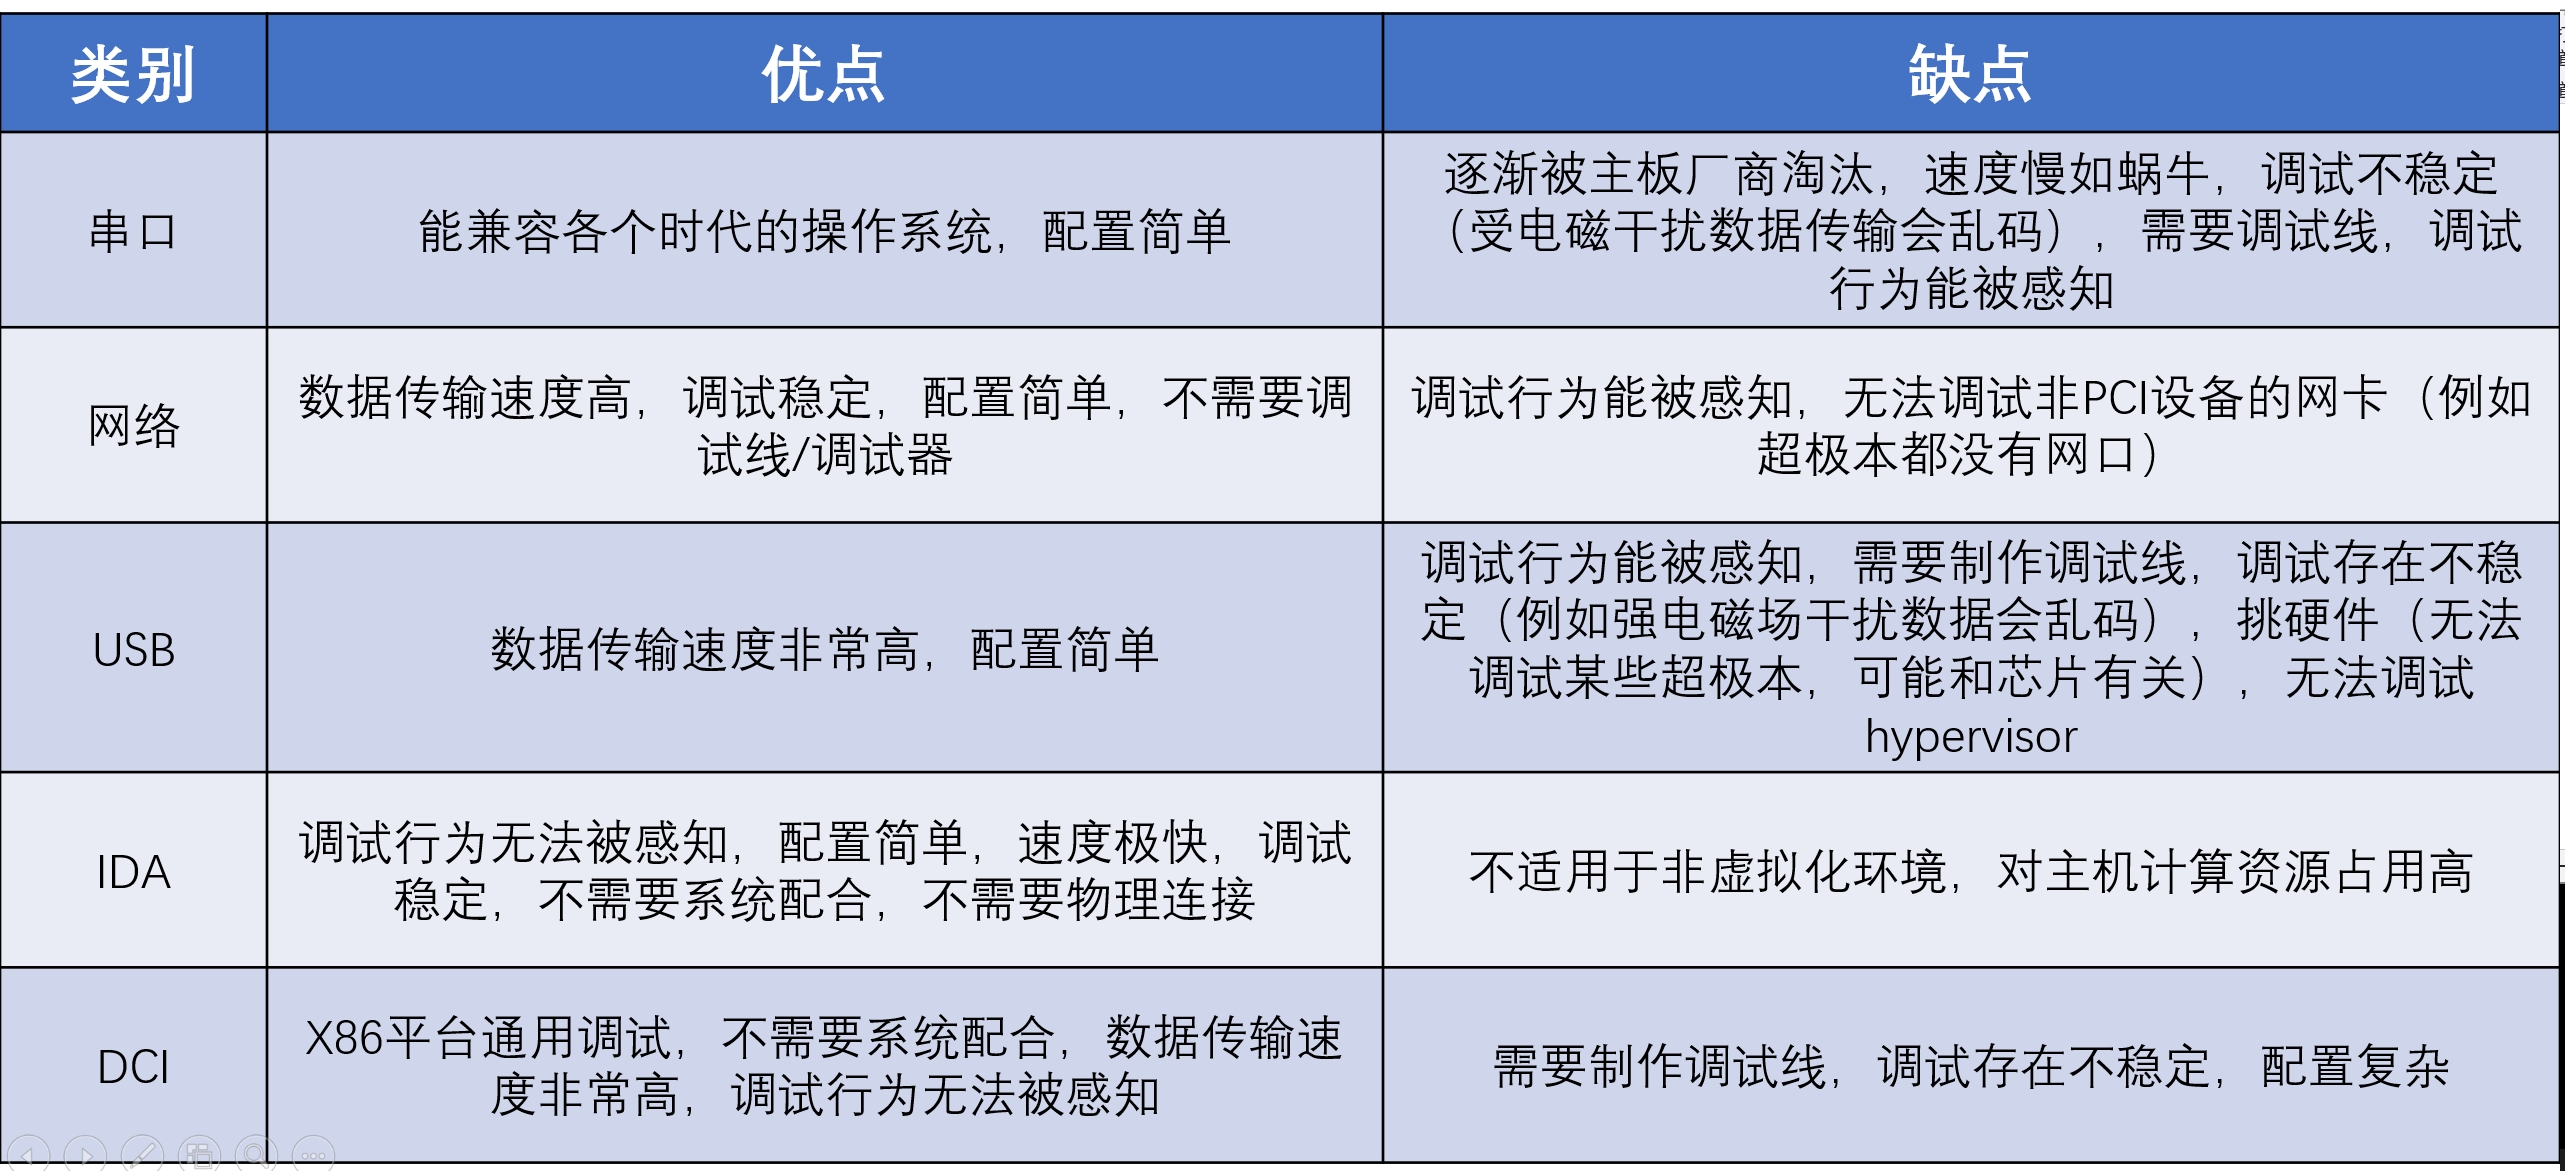 类别
优点
缺点
串口
能兼容各个时代的操作系统，配置简单
逐渐被主板厂商淘汰，速度慢如蜗牛，调试不稳定
（受电磁干扰数据传输会乱码），需要调试线，调试
行为能被感知
网络
数据传输速度高，调试稳定，配置简单，不需要调
试线/调试器
调试行为能被感知，无法调试非PCI设备的网卡（例如
超极本都没有网口）
USB
数据传输速度非常高，配置简单
调试行为能被感知，需要制作调试线，调试存在不稳
定（例如强电磁场干扰数据会乱码），挑硬件（无法
调试某些超极本，可能和芯片有关），无法调试
hypervisor
IDA
调试行为无法被感知，配置简单，速度极快，调试
稳定，不需要系统配合，不需要物理连接
不适用于非虚拟化环境，对主机计算资源占用高
DCI
X86平台通用调试，不需要系统配合，数据传输速
度非常高，调试行为无法被感知
需要制作调试线，调试存在不稳定，配置复杂